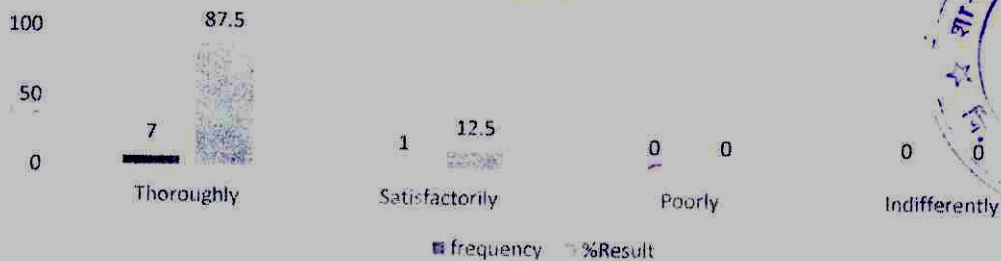 100
87.5
50
7
1
12.5
0
0
0
0
0
Thoroughly
Satisfactorily
Poorly
Indifferently
frequency
%Result